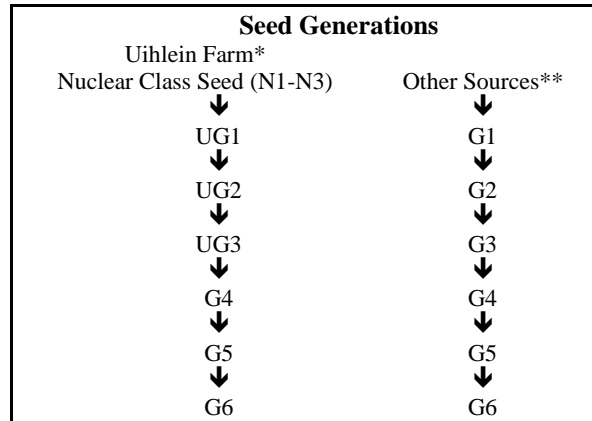 Seed Generations
Uihlein Farm*
Nuclear Class Seed (N1-N3) Other Sources**
UG1 G1
UG2 G2
UG3 G3
G4 G4
G5 G5
G6 G6